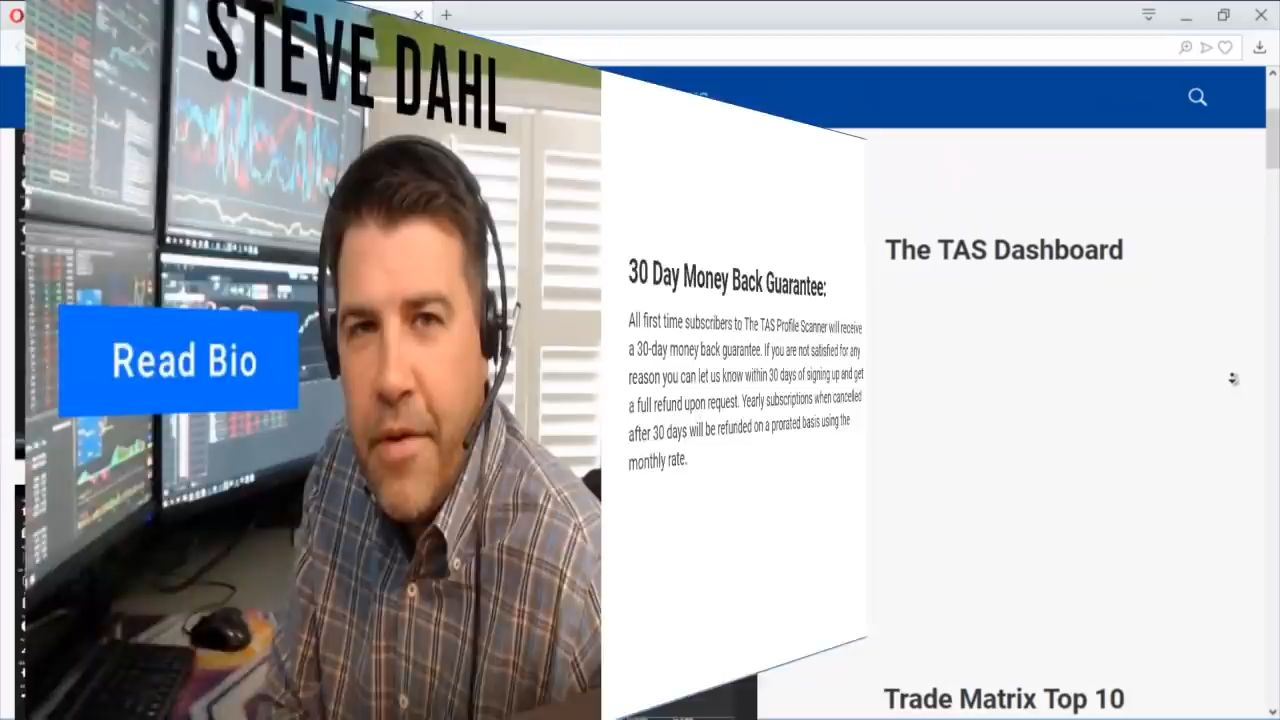 STEVE DAHL
Read Bio
30 Day Money Back Guarantee:
All first time subscribers to The TAS Profile Scanner will receive
a 30-day money back guarantee. If you are not satisfied for any
reason you can let us know within 30 days of signing up and get
a full refund upon request. Yearly subscriptions when cancelled
after 30 days will be refunded on a prorated basis using the
monthly rate.
The TAS Dashboard
Trade Matrix Top 10